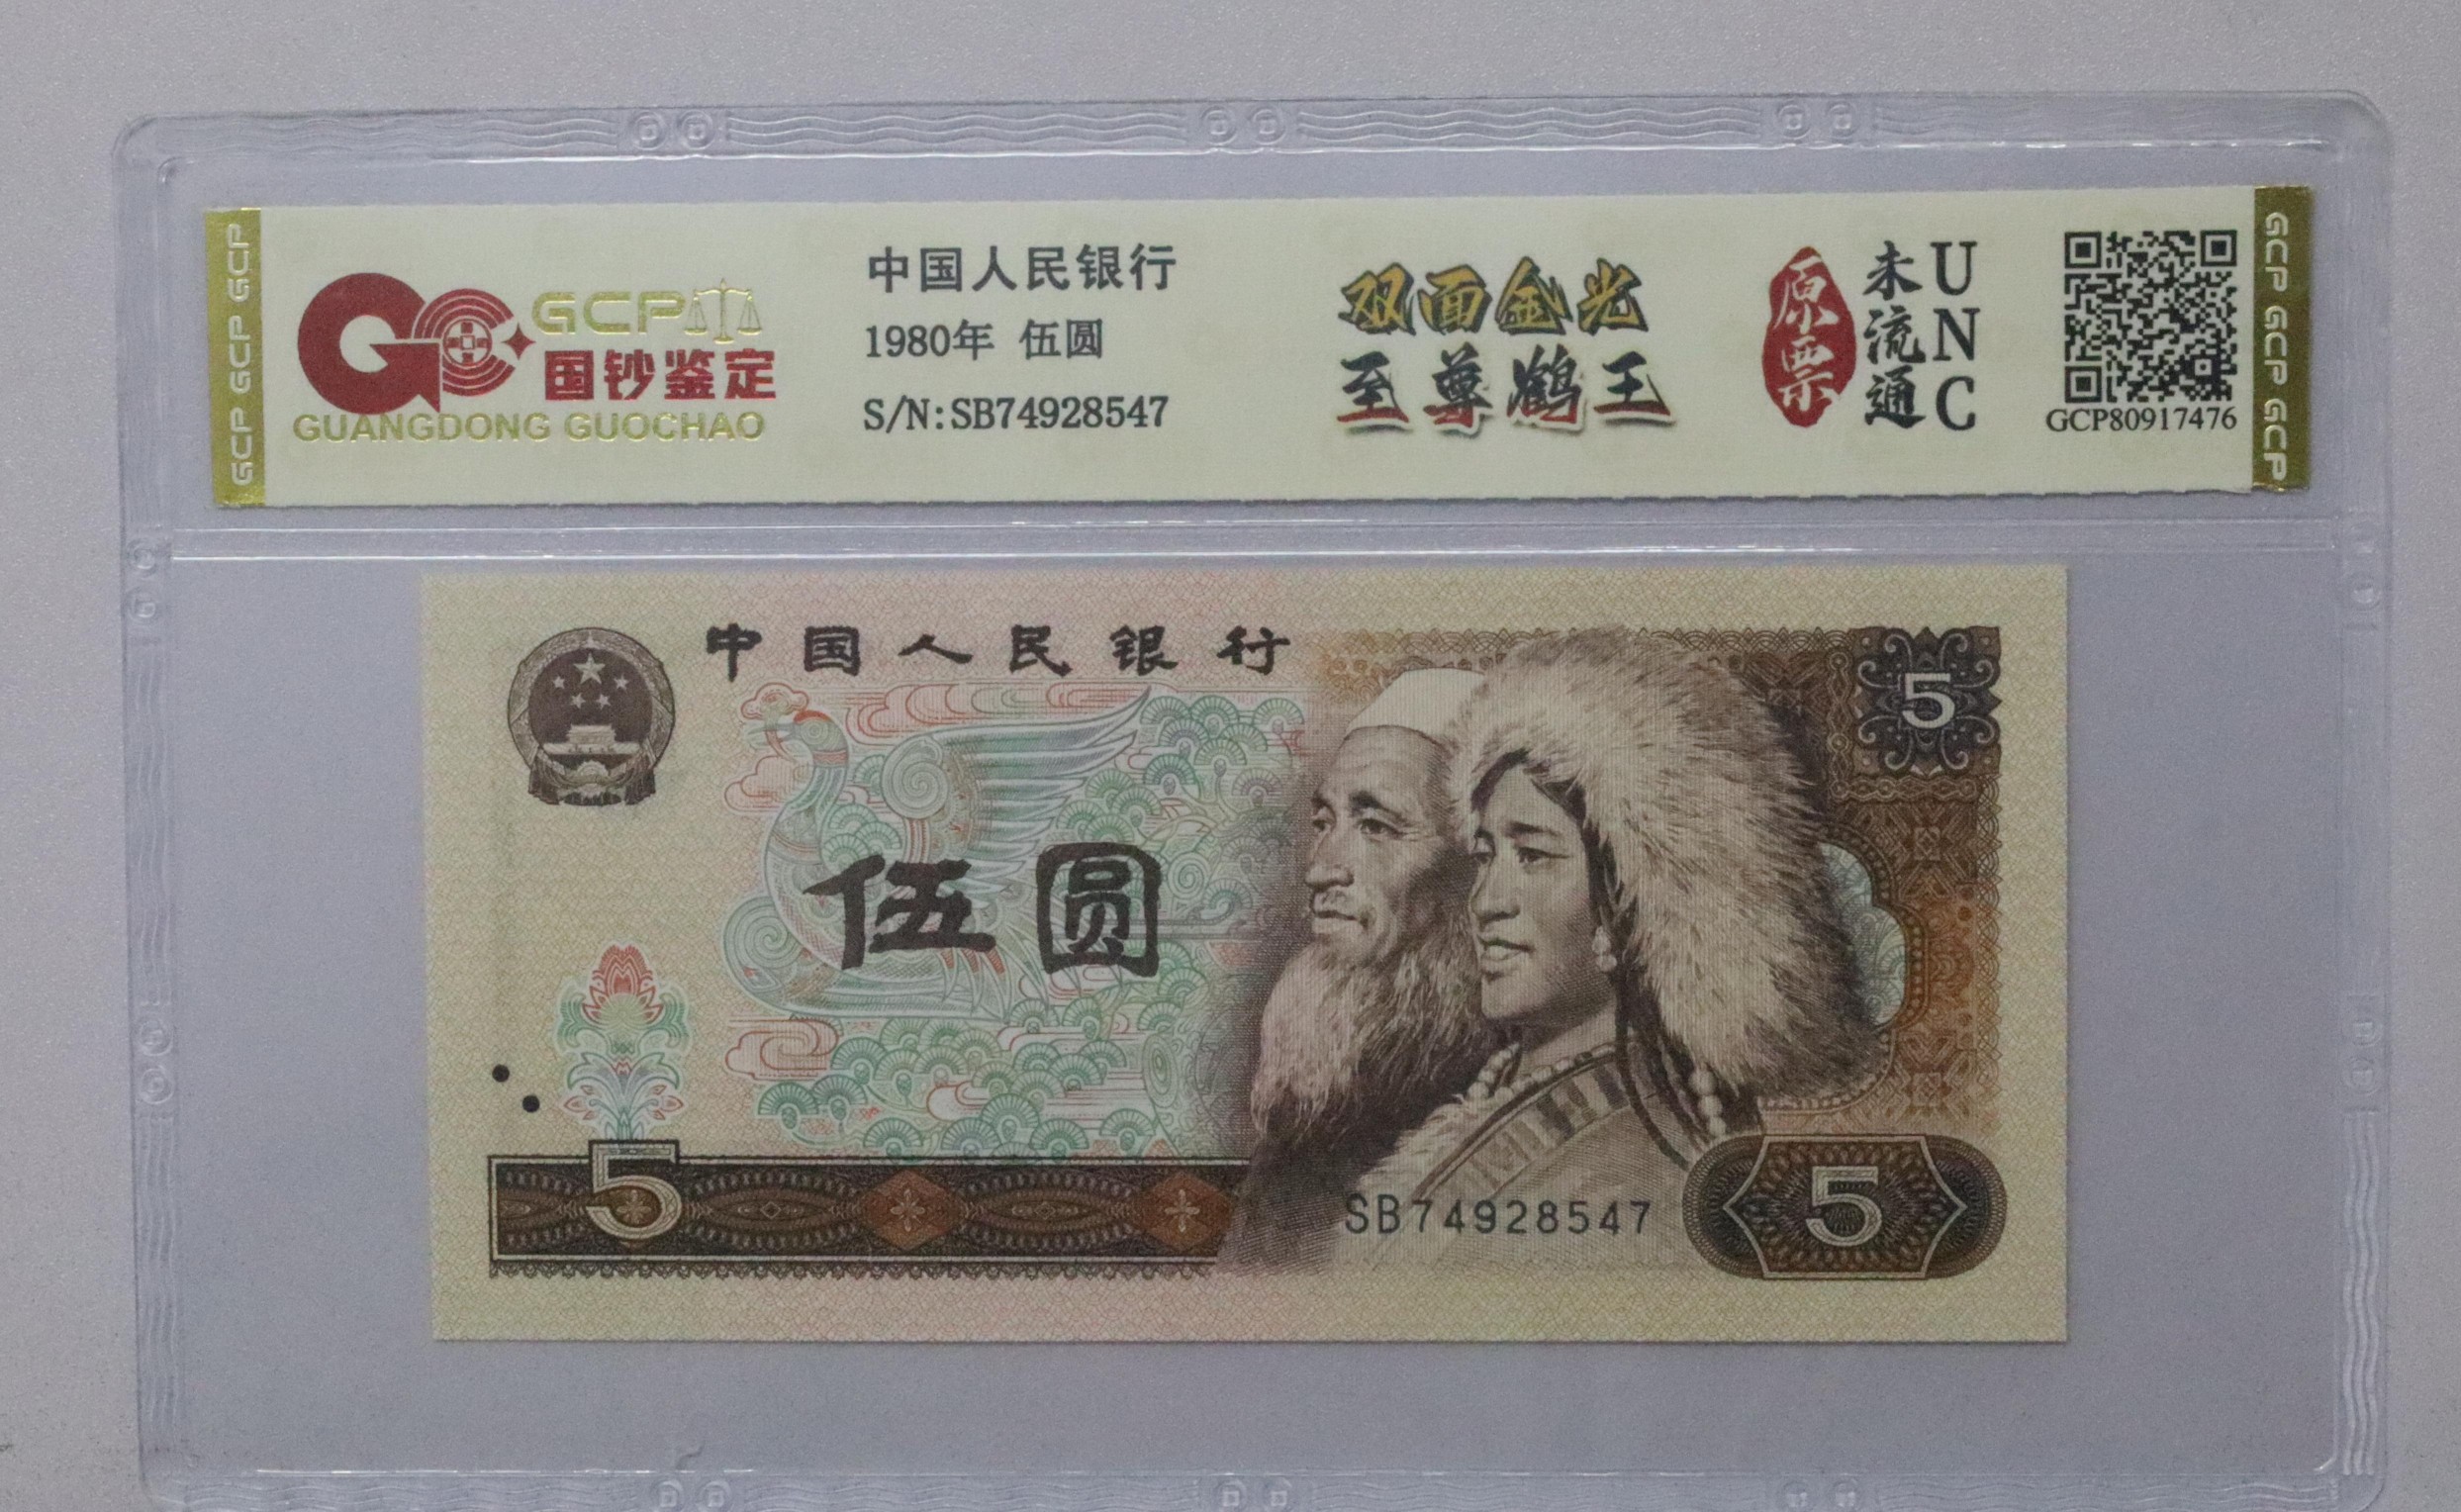 GCP GCP GCP
GCP
国钞鉴定
GUANGDONG GUOCHAO
中国人民银行
1980年 伍圆
S/N:SB74928547
双面金光
至尊鹤王
原票
未流通
UNC
GCP80917476
GCP GCP GCP
中国人民银行
5
伍圆
5
SB74928547
5